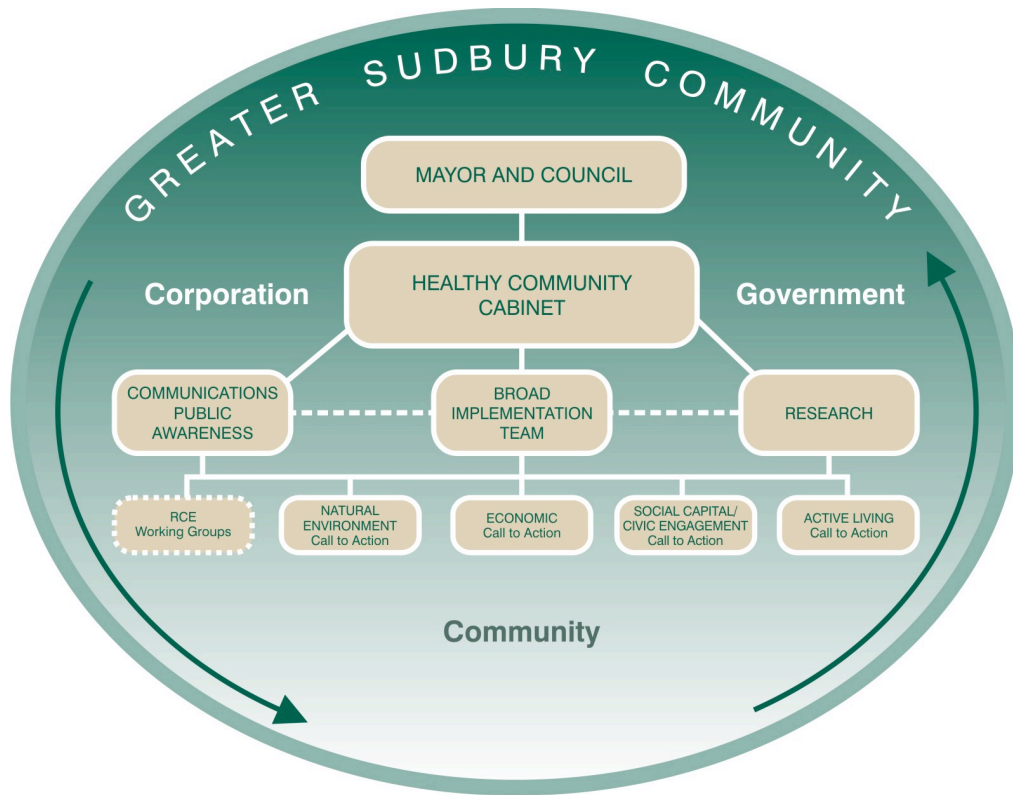 GREATER SUDBURY COMMUNITY
MAYOR AND COUNCIL
HEALTHY COMMUNITY
CABINET
Corporation
Government
COMMUNICATIONS
PUBLIC
AWARENESS
BROAD
IMPLEMENTATION
TEAM
RESEARCH
RCE
Working Groups
NATURAL
ENVIRONMENT
Call to Action
ECONOMIC
Call to Action
SOCIAL CAPITAL/
CIVIC ENGAGEMENT
Call to Action
ACTIVE LIVING
Call to Action
Community